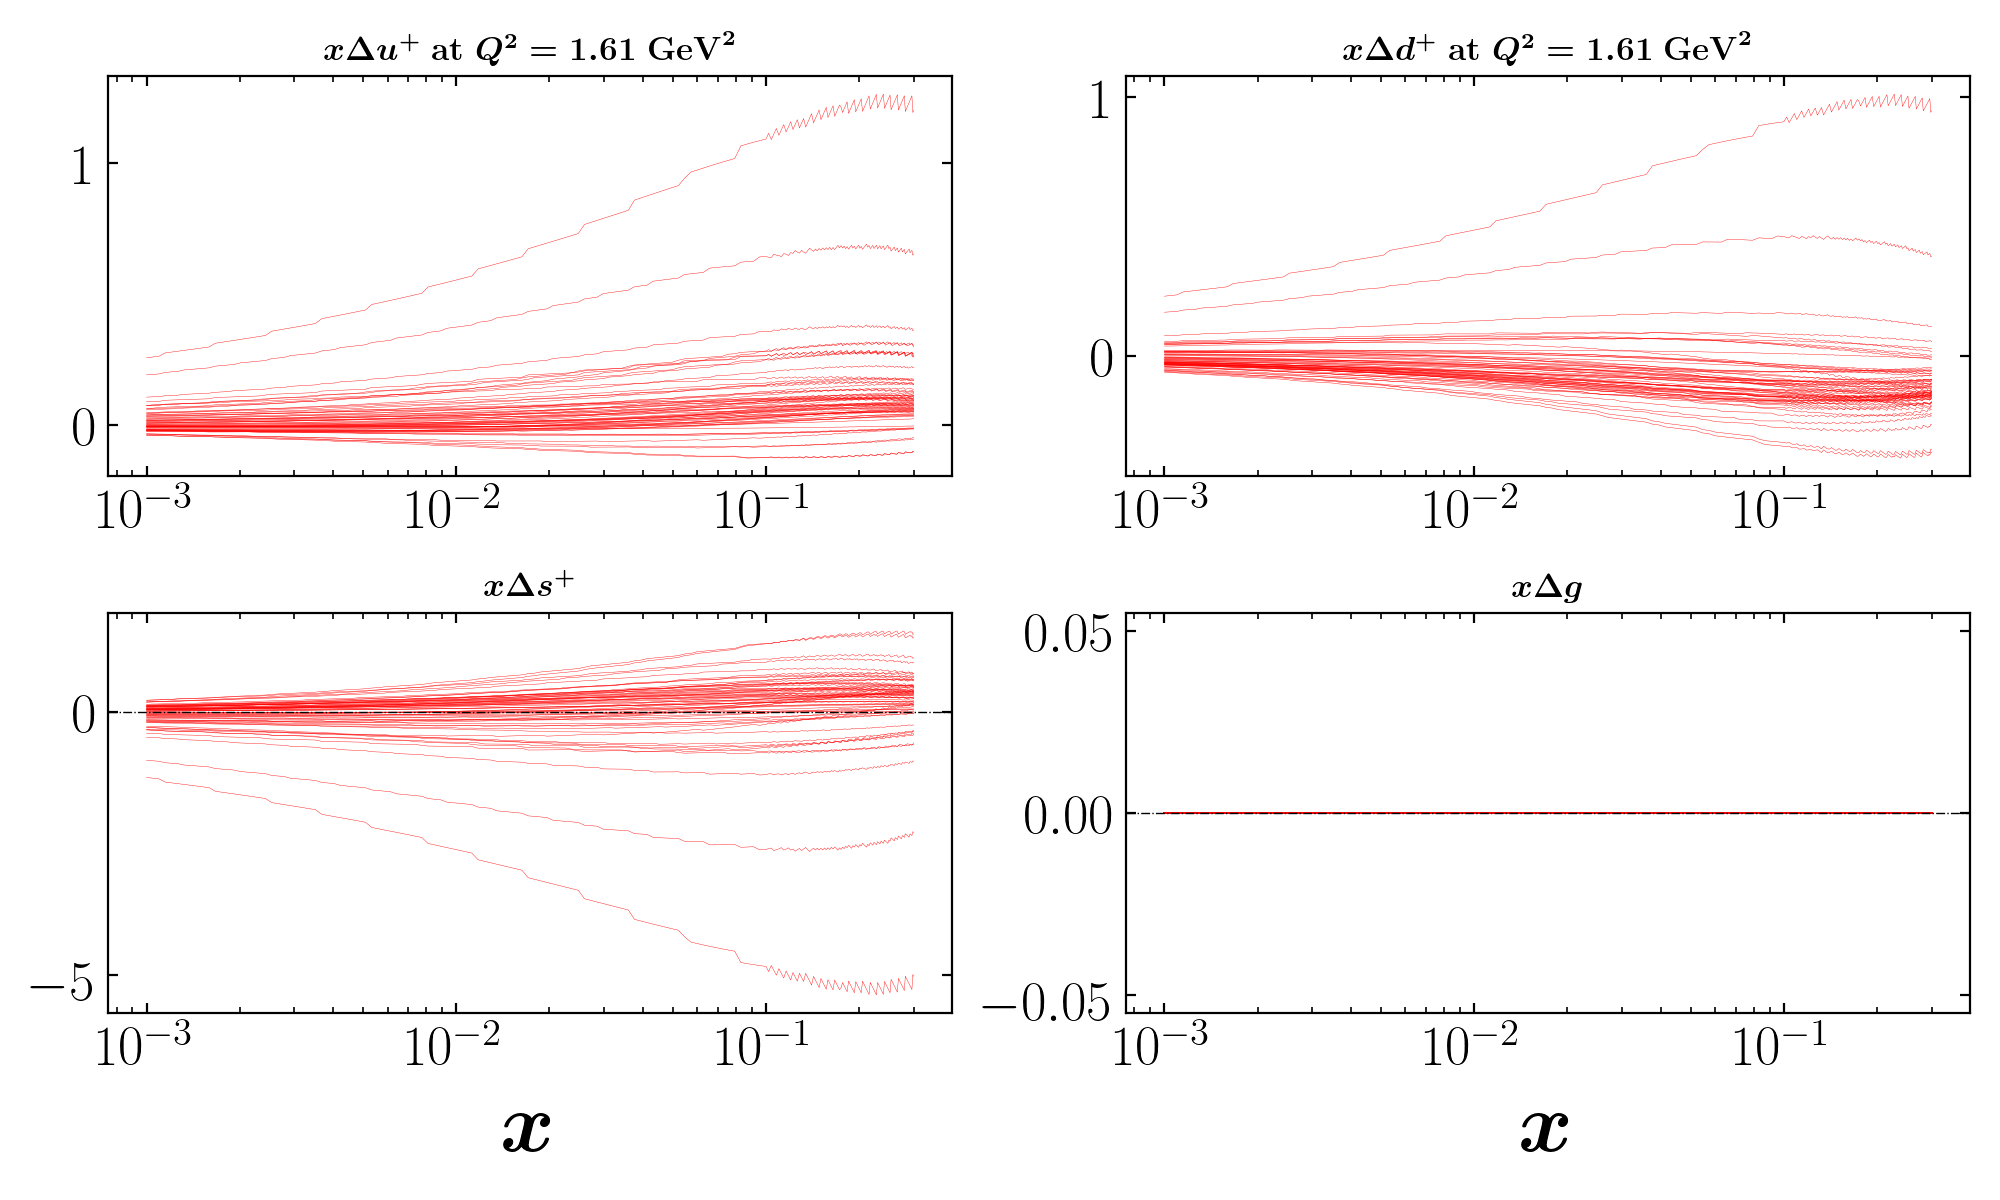 xΔu⁺ at Q² = 1.61 GeV²
xΔd⁺ at Q² = 1.61 GeV²
1
0
10⁻³ 10⁻² 10⁻¹
1
0
10⁻³ 10⁻² 10⁻¹
xΔs⁺
xΔg
0
−5
10⁻³ 10⁻² 10⁻¹
0.05
0.00
−0.05
10⁻³ 10⁻² 10⁻¹
x
x